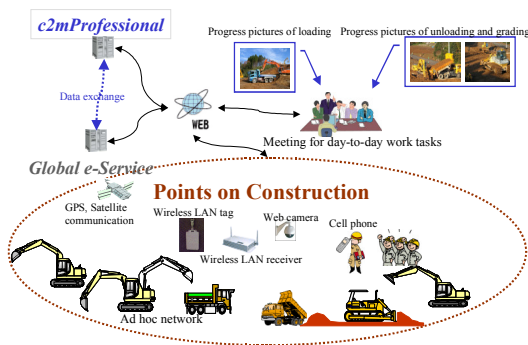 c2mProfessional
Progress pictures of loading
Progress pictures of unloading and grading
Data exchange
WEB
Meeting for day-to-day work tasks
Global e-Service
Points on Construction
GPS, Satellite
communication
Wireless LAN tag
Web camera
Cell phone
Wireless LAN receiver
Ad hoc network